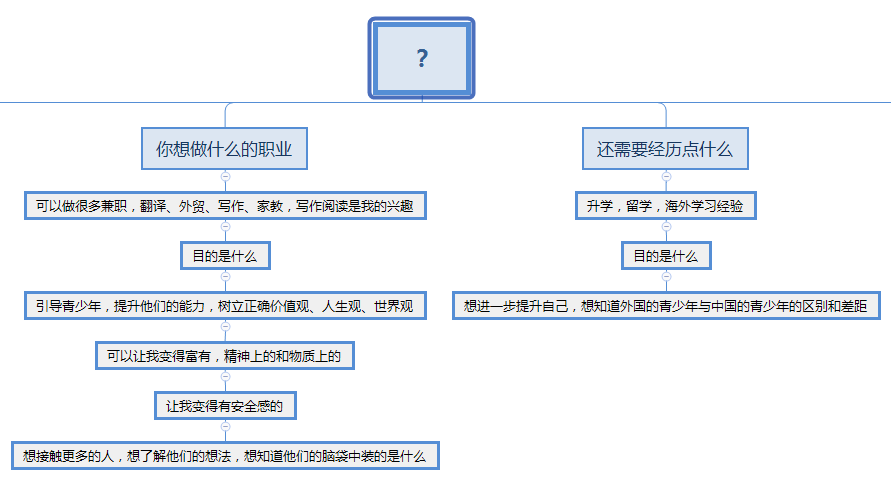 ?
你想做什么的职业
可以做很多兼职，翻译、外贸、写作、家教，写作阅读是我的兴趣
目的是什么
引导青少年，提升他们的能力，树立正确价值观、人生观、世界观
可以让我变得富有，精神上的和物质上的
让我变得有安全感的
想接触更多的人，想了解他们的想法，想知道他们的脑袋中装的是什么
还需要经历点什么
升学，留学，海外学习经验
目的是什么
想进一步提升自己，想知道外国的青少年与中国的青少年的区别和差距